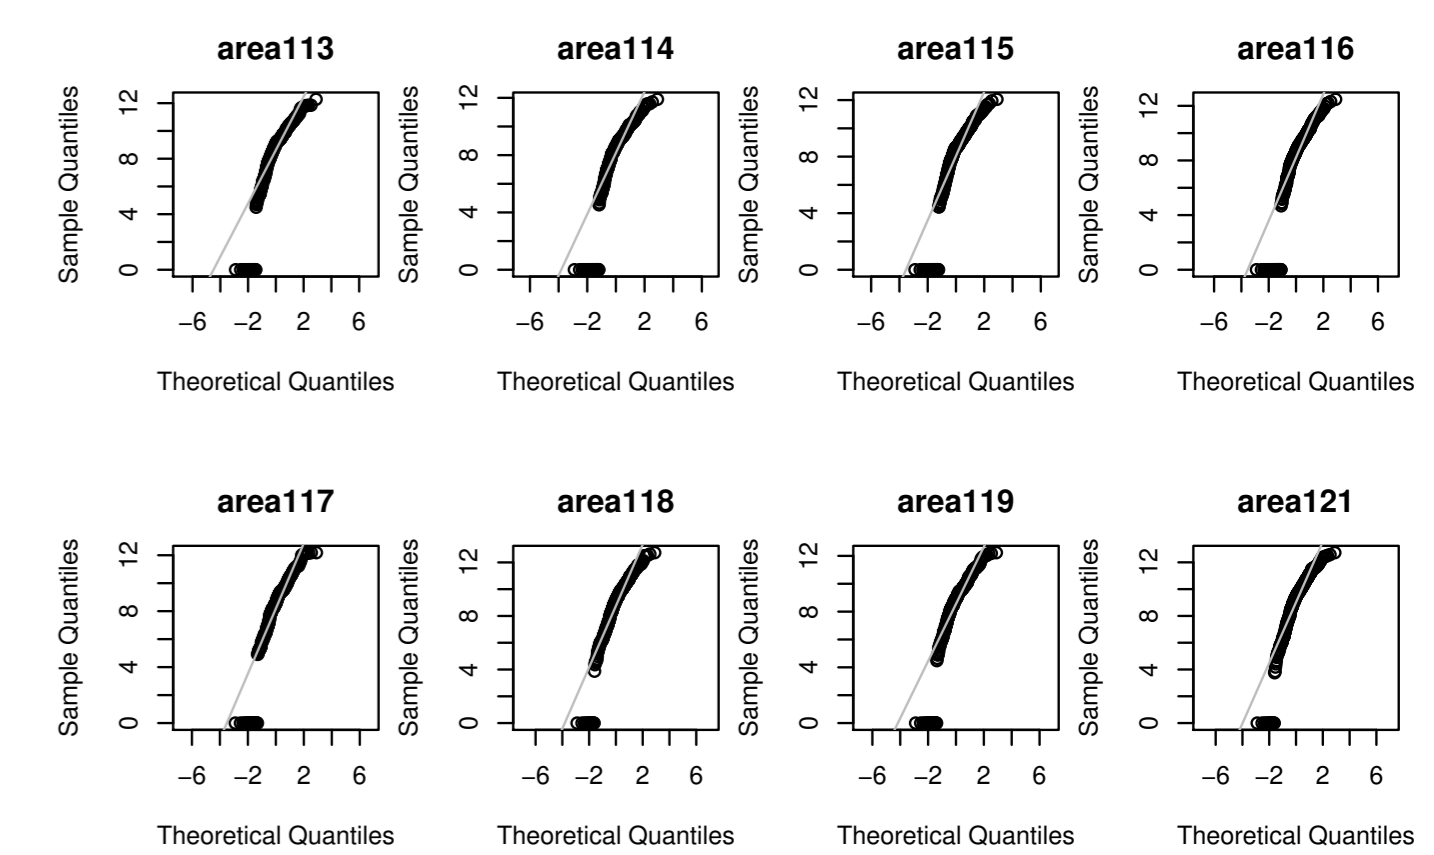 area113
Sample Quantiles
0 4 8 12
−6 −2 2 6
Theoretical Quantiles
area114
Sample Quantiles
0 4 8 12
−6 −2 2 6
Theoretical Quantiles
area115
Sample Quantiles
0 4 8 12
−6 −2 2 6
Theoretical Quantiles
area116
Sample Quantiles
0 4 8 12
−6 −2 2 6
Theoretical Quantiles
area117
Sample Quantiles
0 4 8 12
−6 −2 2 6
Theoretical Quantiles
area118
Sample Quantiles
0 4 8 12
−6 −2 2 6
Theoretical Quantiles
area119
Sample Quantiles
0 4 8 12
−6 −2 2 6
Theoretical Quantiles
area121
Sample Quantiles
0 4 8 12
−6 −2 2 6
Theoretical Quantiles